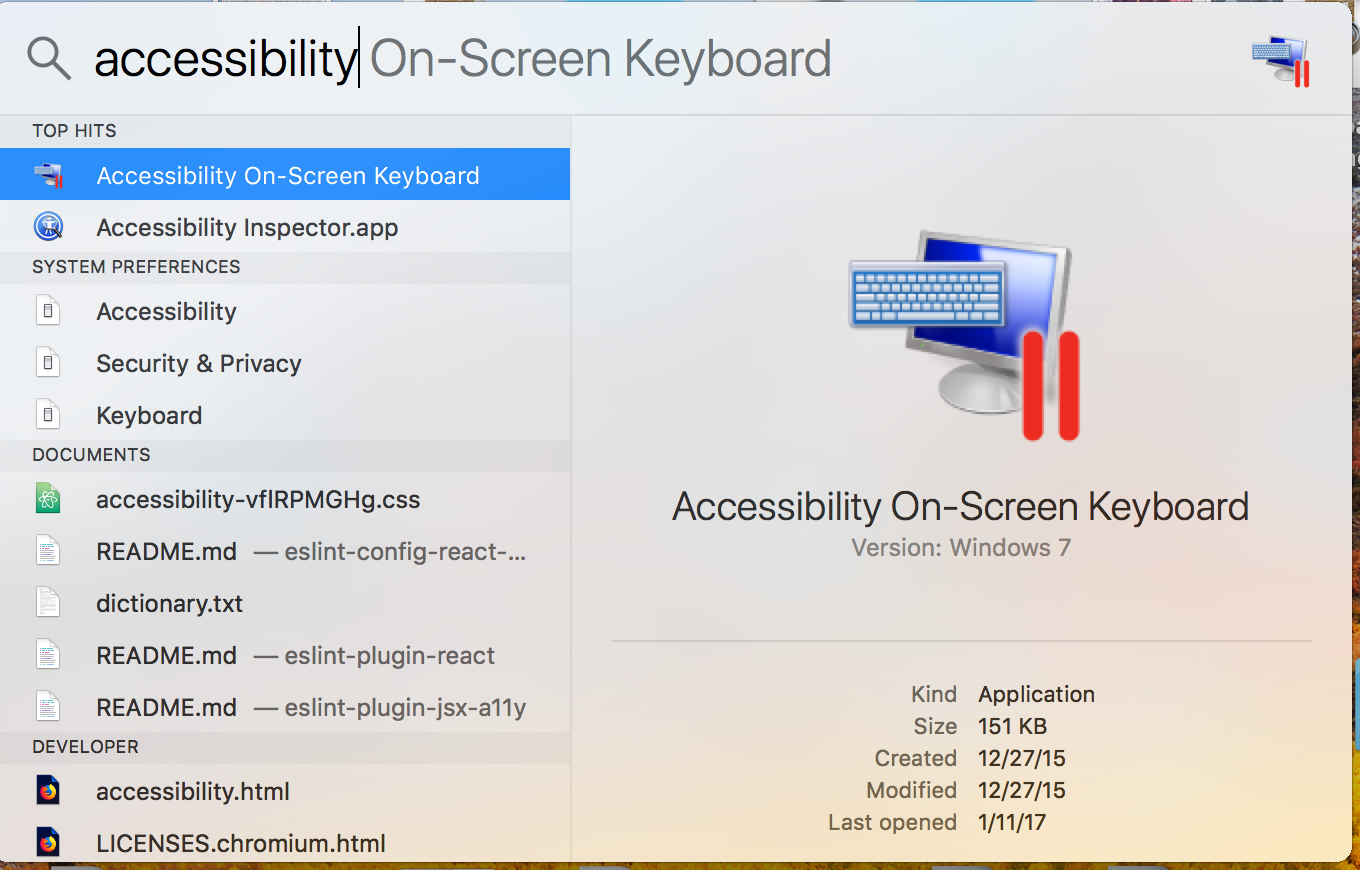 accessibility On-Screen Keyboard
TOP HITS
Accessibility On-Screen Keyboard
Accessibility Inspector.app
SYSTEM PREFERENCES
Accessibility
Security & Privacy
Keyboard
DOCUMENTS
accessibility-vflRPMGHg.css
README.md — eslint-config-react-...
dictionary.txt
README.md — eslint-plugin-react
README.md — eslint-plugin-jsx-a11y
DEVELOPER
accessibility.html
LICENSES.chromium.html
Accessibility On-Screen Keyboard
Version: Windows 7
Kind Application
Size 151 KB
Created 12/27/15
Modified 12/27/15
Last opened 1/11/17